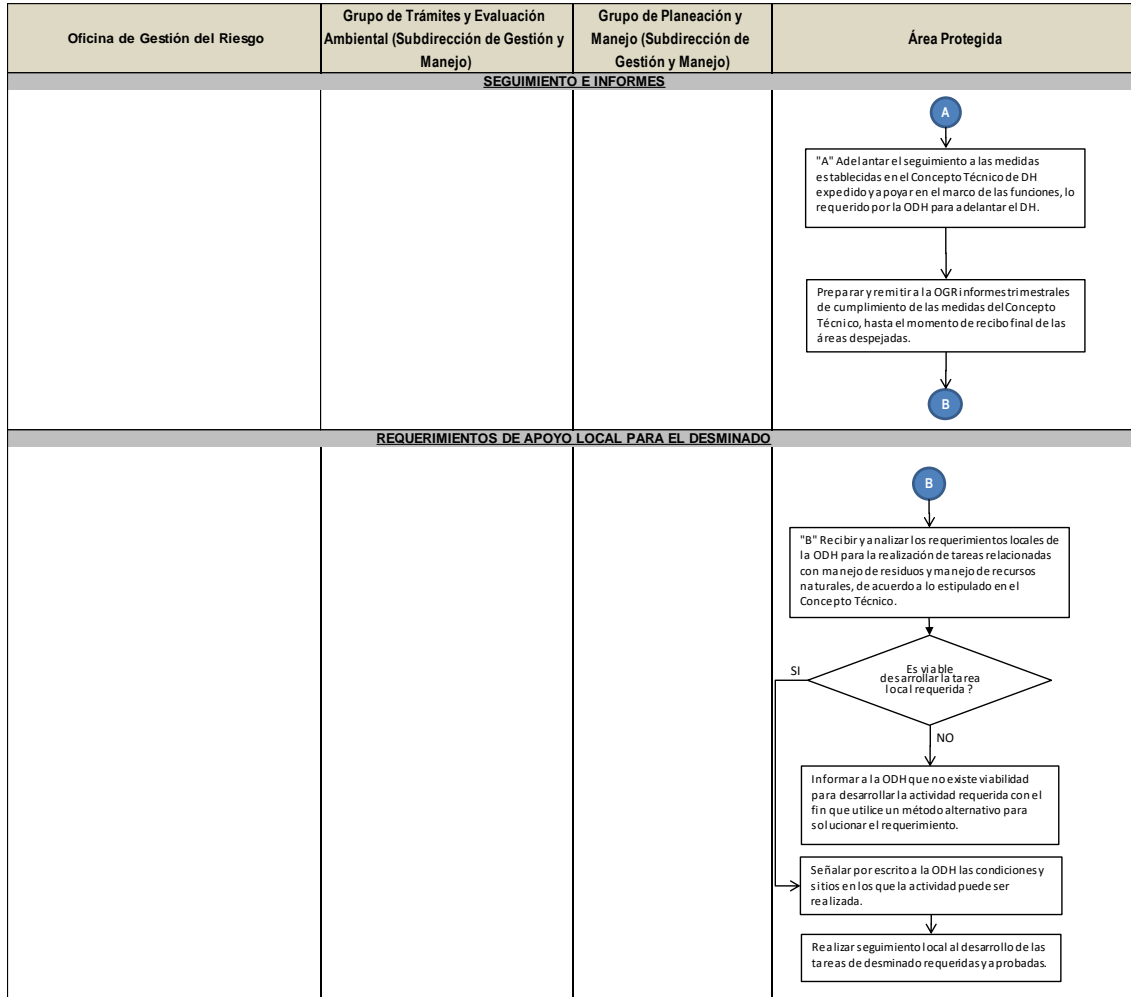 Oficina de Gestión del Riesgo
Grupo de Trámites y Evaluación
Ambiental (Subdirección de Gestión y
Manejo)
Grupo de Planeación y
Manejo (Subdirección de
Gestión y Manejo)
Área Protegida
SEGUIMIENTO E INFORMES
A
"A" Adelantar el seguimiento a las medidas
establecidas en el Concepto Técnico de DH
expedido y apoyar en el marco de las funciones, lo
requerido por la ODH para adelantar el DH.
Preparar y remitir a la OGR informes trimestrales
de cumplimiento de las medidas del Concepto
Técnico, hasta el momento de recibo final de las
áreas despejadas.
B
REQUERIMIENTOS DE APOYO LOCAL PARA EL DESMINADO
B
"B" Recibir y analizar los requerimientos locales de
la ODH para la realización de tareas relacionadas
con manejo de residuos y manejo de recursos
naturales, de acuerdo a lo estipulado en el
Concepto Técnico.
SI
Es viable
desarrollar la tarea
local requerida ?
NO
Informar a la ODH que no existe viabilidad
para desarrollar la actividad requerida con el
fin que utilice un método alternativo para
solucionar el requerimiento.
Señalar por escrito a la ODH las condiciones y
sitios en los que la actividad puede ser
realizada.
Realizar seguimiento local al desarrollo de las
tareas de desminado requeridas y aprobadas.